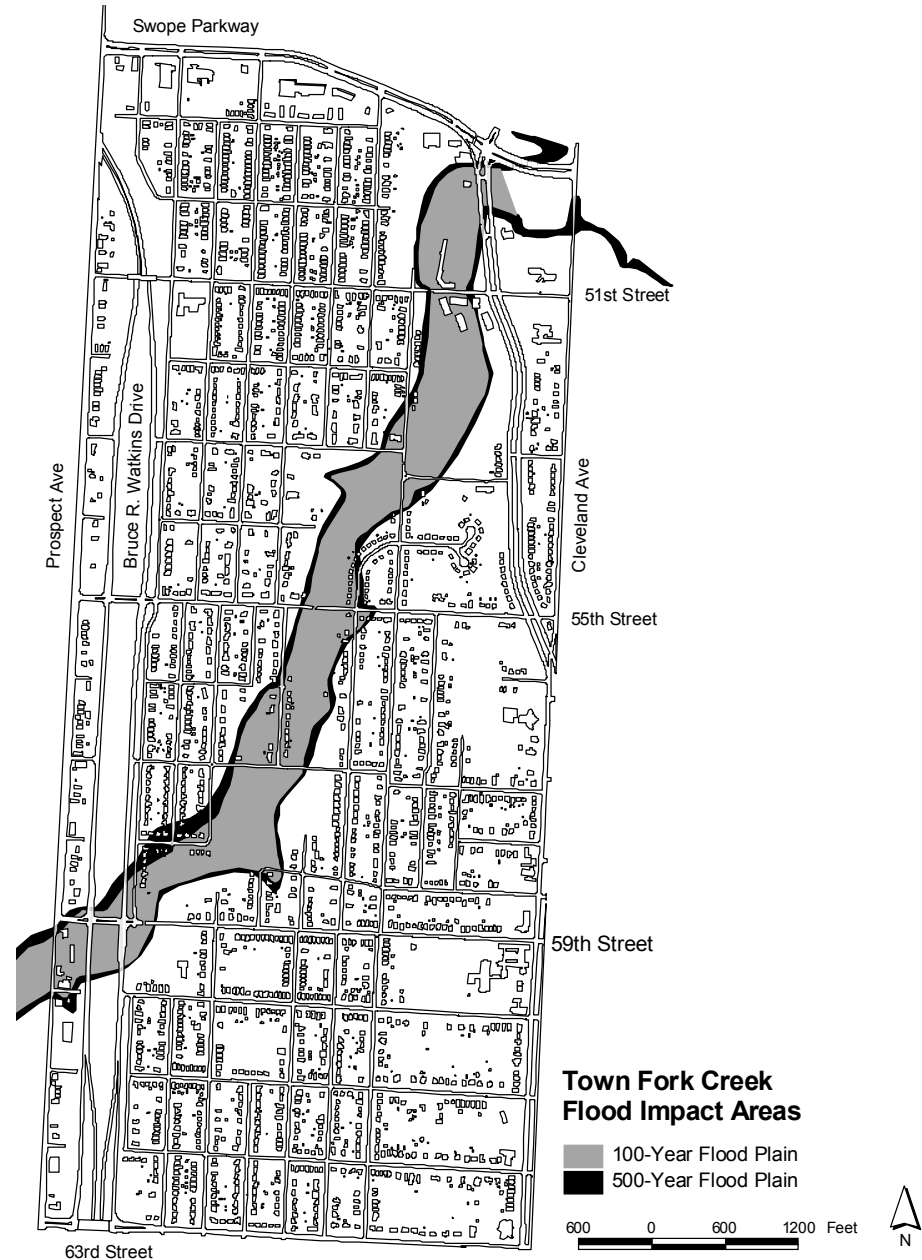 Swope Parkway
51st Street
Prospect Ave
Bruce R. Watkins Drive
Cleveland Ave
55th Street
59th Street
Town Fork Creek
Flood Impact Areas
100-Year Flood Plain
500-Year Flood Plain
600 0 600 1200 Feet
N
63rd Street